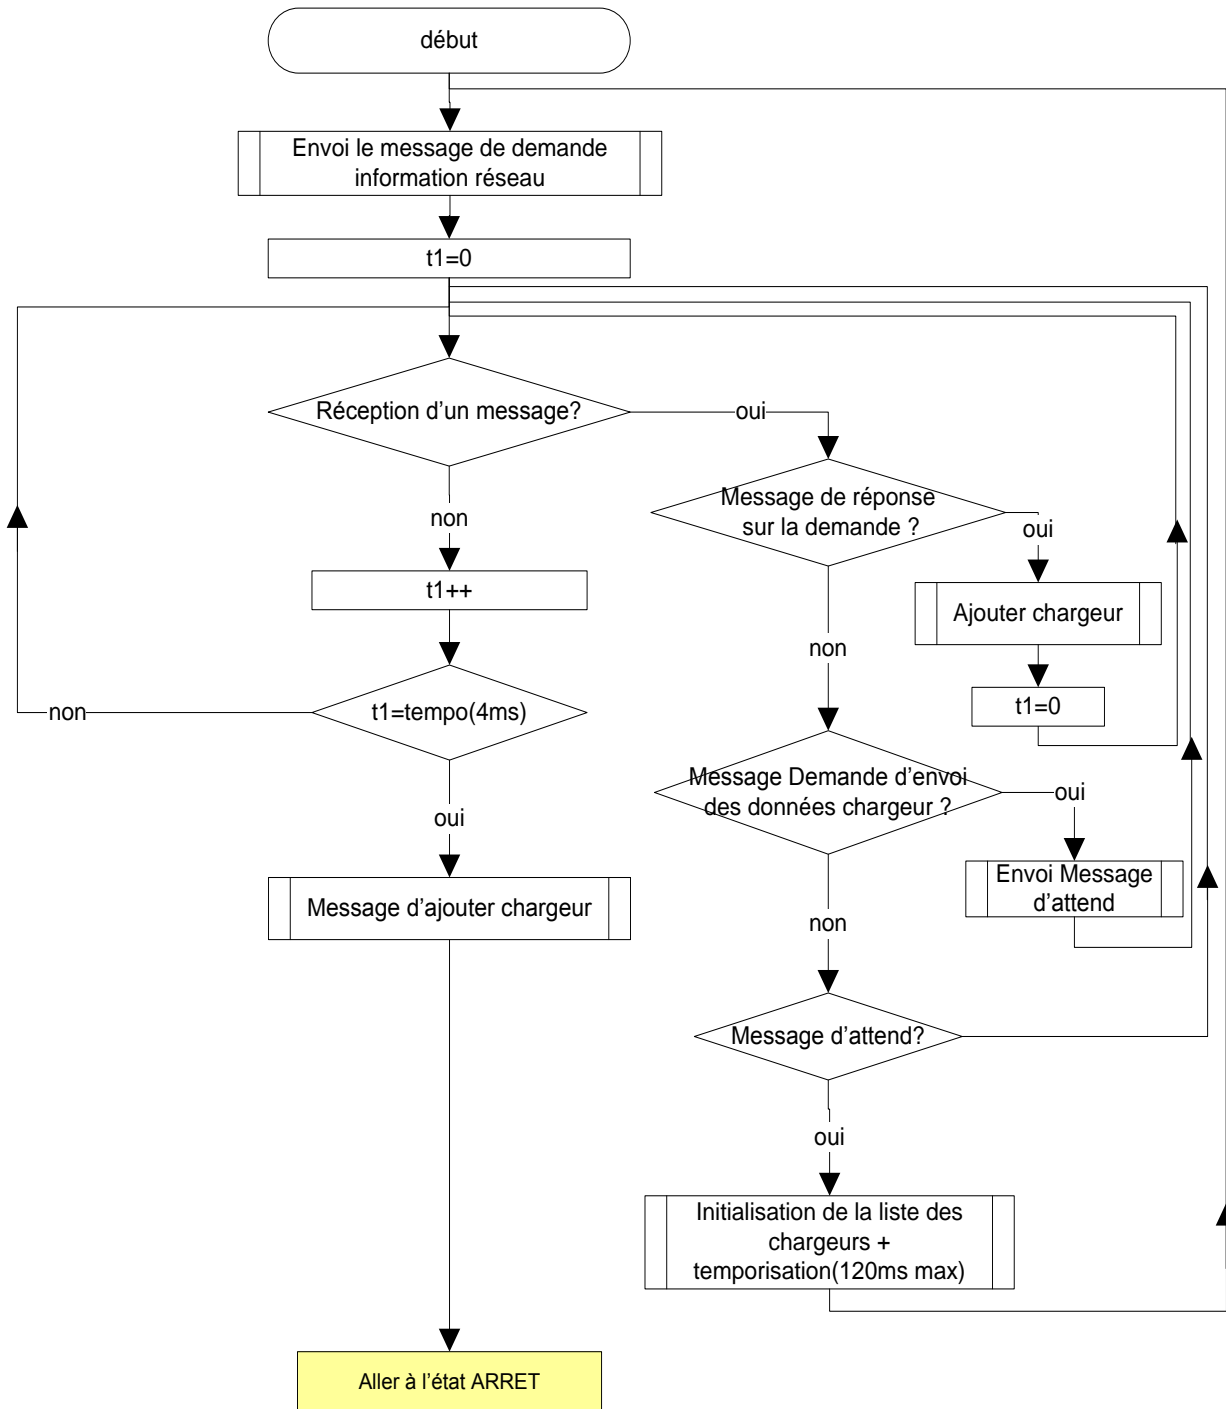 début
Envoi le message de demande
information réseau
t1=0
Réception d'un message?
oui
non
Message de réponse
sur la demande ?
oui
non
t1++
Ajouter chargeur
t1=0
t1=tempo(4ms)
non
oui
Message Demande d'envoi
des données chargeur ?
oui
non
Envoi Message
d'attend
Message d'ajouter chargeur
Message d'attend?
oui
Initialisation de la liste des
chargeurs +
temporisation(120ms max)
Aller à l'état ARRET